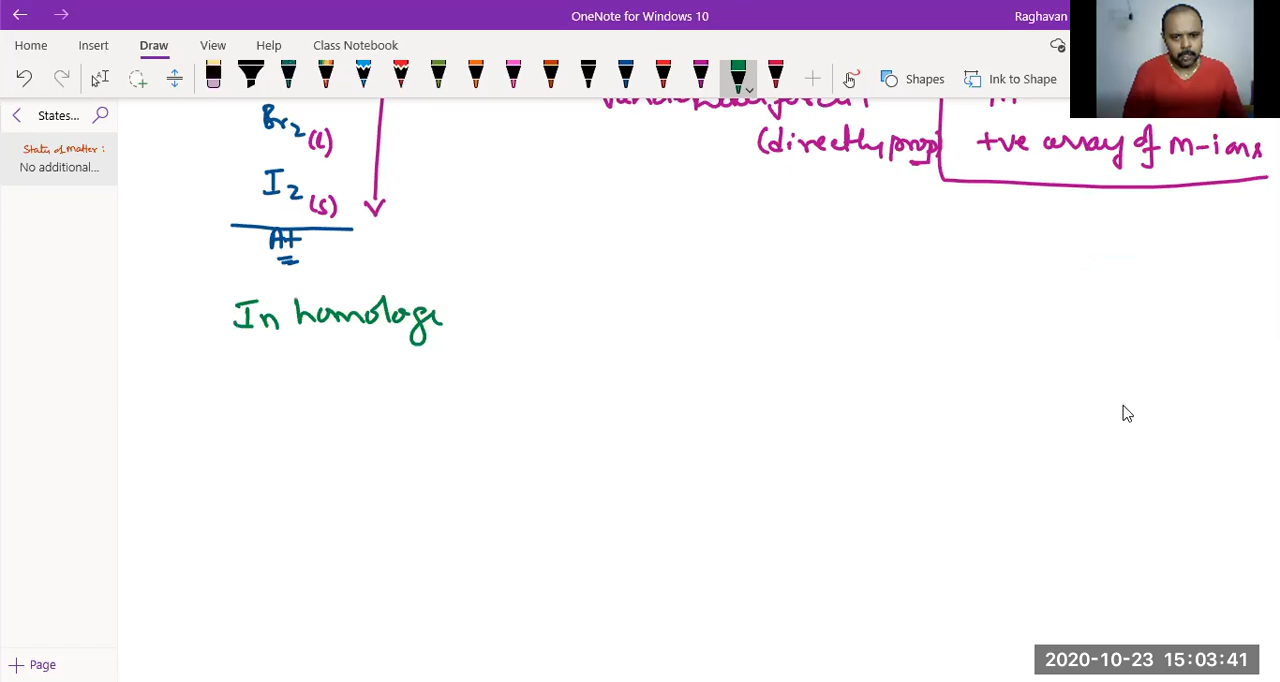 OneNote for Windows 10
Raghavan
Home Insert Draw View Help Class Notebook
Shapes Ink to Shape
States...
States of matter:
No additional...
Br2 (l)
(directly prop
+ve array of m-ions
I2 (s)
At
In homologe
Page
2020-10-23 15:03:41